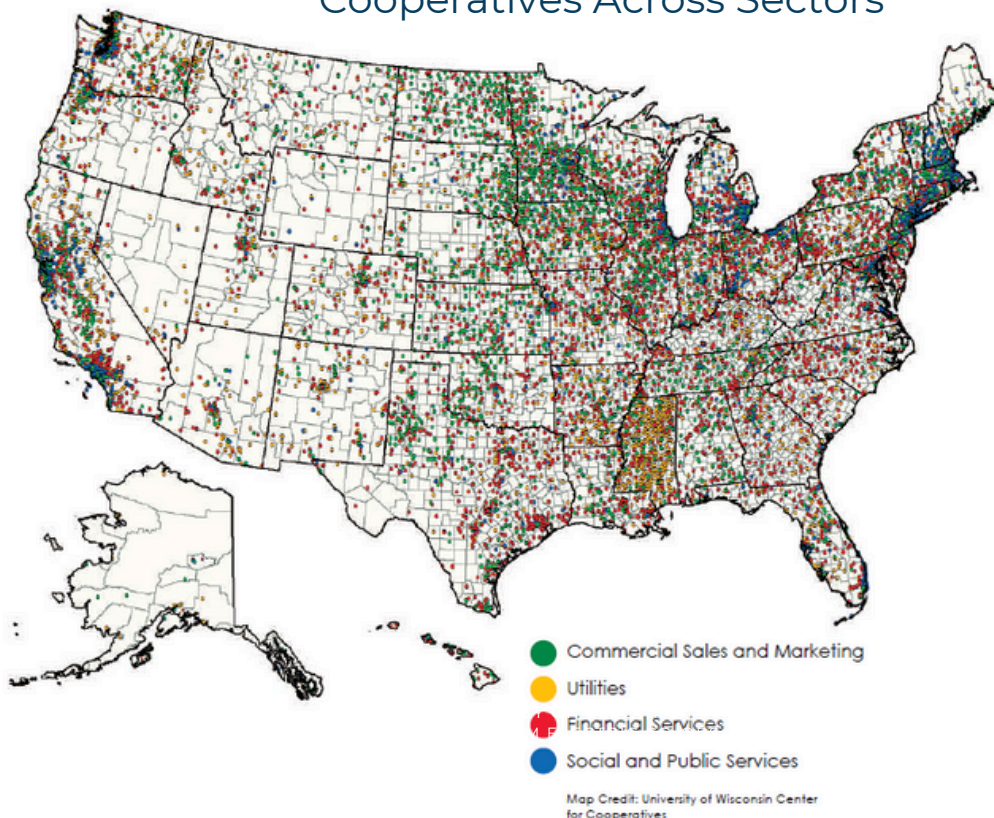 Cooperatives Across Sectors
Commercial Sales and Marketing
Utilities
Financial Services
Social and Public Services
Map Credit: University of Wisconsin Center
for Cooperatives